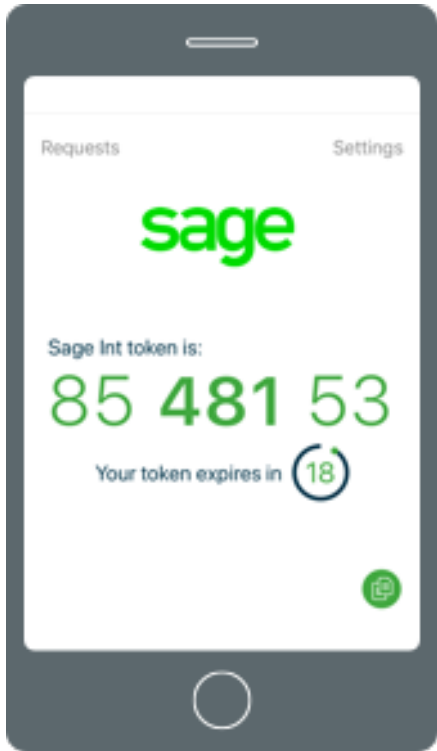 Requests Settings
sage
Sage Int token is:
85 481 53
Your token expires in 18